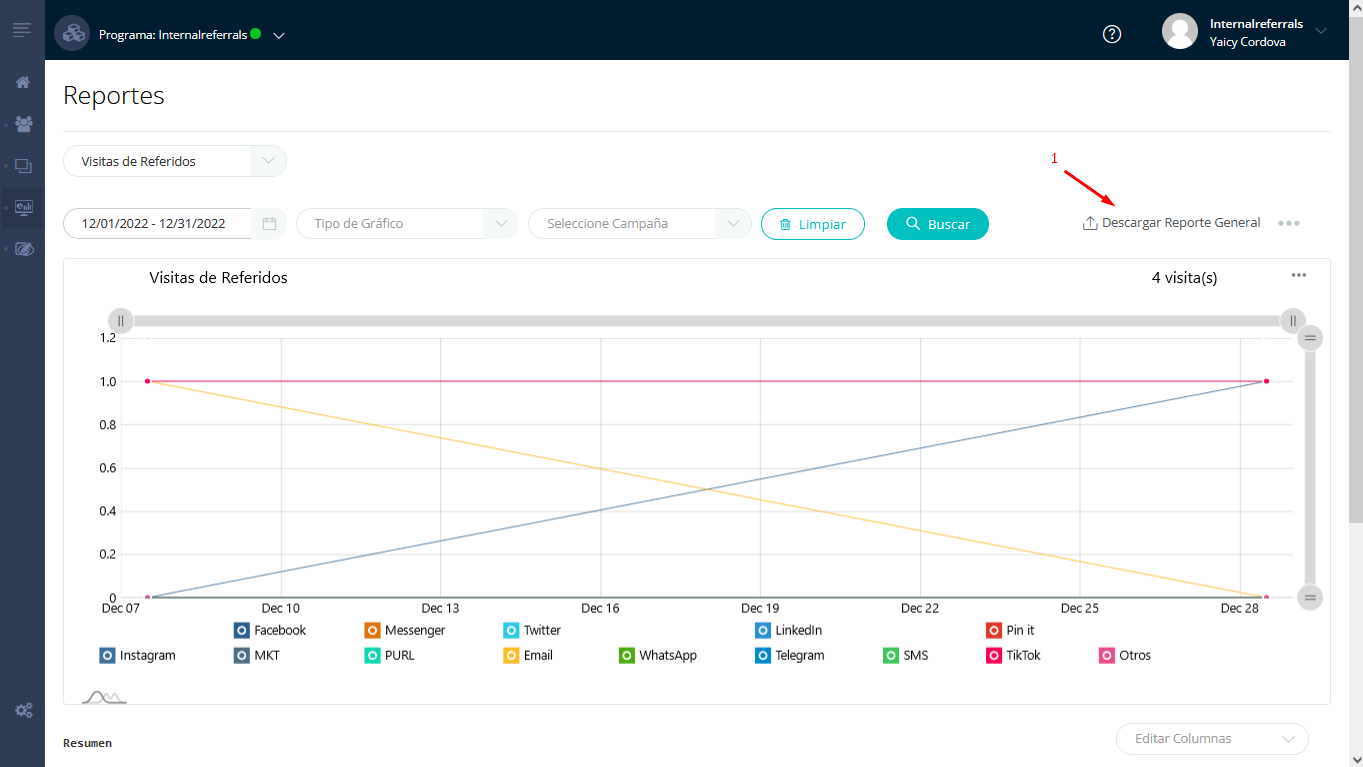 Programa: Internalreferrals
Internalreferrals
Yaicy Cordova
Reportes
Visitas de Referidos
1
12/01/2022 - 12/31/2022
Tipo de Gráfico
Seleccione Campaña
Limpiar
Buscar
Descargar Reporte General
Visitas de Referidos
4 visita(s)
1.2
1.0
0.8
0.6
0.4
0.2
0
Dec 07 Dec 10 Dec 13 Dec 16 Dec 19 Dec 22 Dec 25 Dec 28
Facebook Messenger Twitter LinkedIn Pin it
Instagram MKT PURL Email WhatsApp Telegram SMS TikTok Otros
Resumen
Editar Columnas